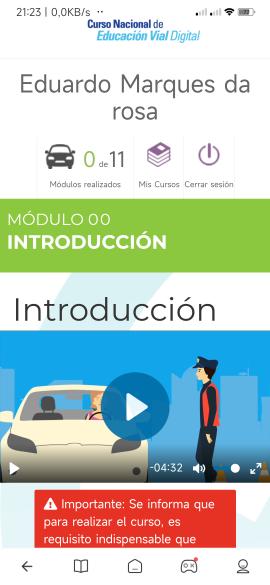 21:23 | 0,0KB/s ··
Curso Nacional de
Educación Vial Digital
Eduardo Marques da
rosa
0 de 11
Módulos realizados
Mis Cursos
Cerrar sesión
MÓDULO 00
INTRODUCCIÓN
Introducción
-04:32
Importante: Se informa que
para realizar el curso, es
requisito indispensable que